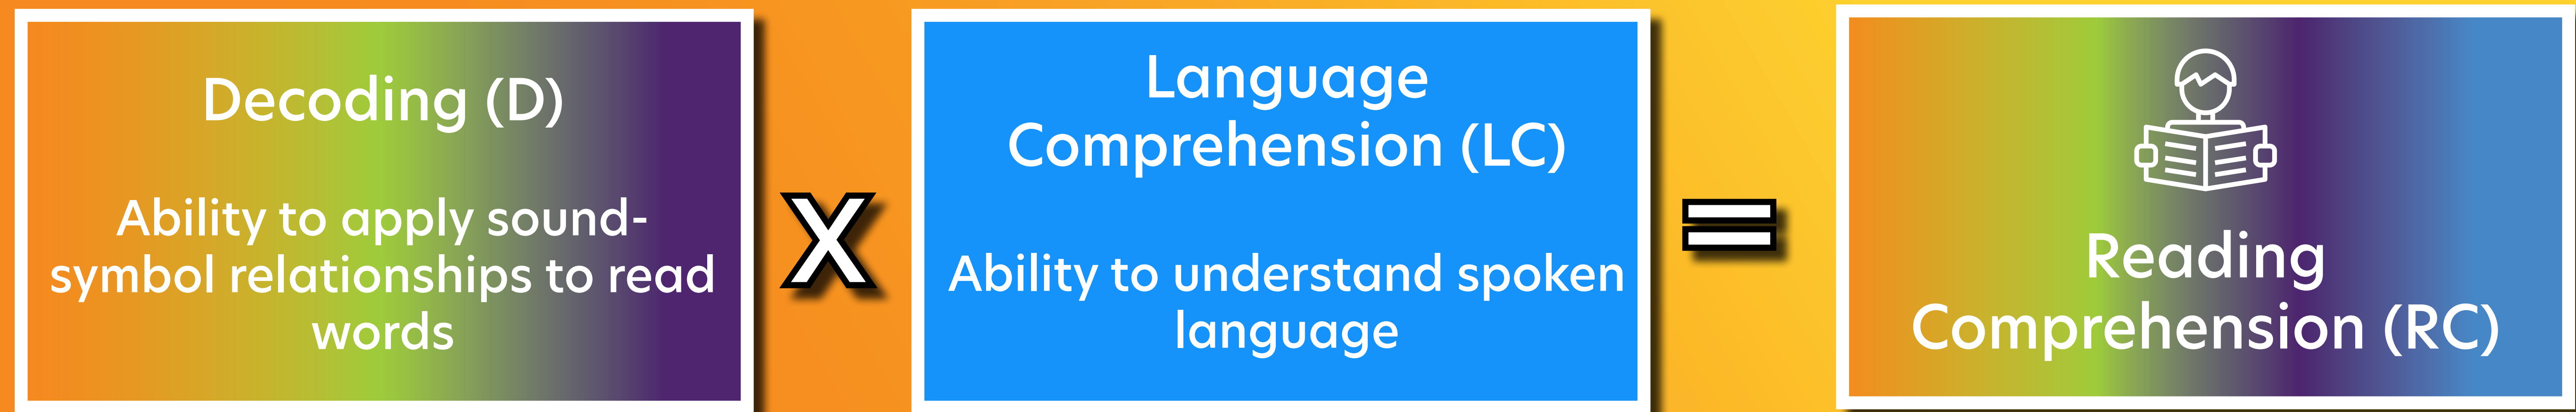 Decoding (D)
Ability to apply sound-
symbol relationships to read
words
X
Language
Comprehension (LC)
Ability to understand spoken
language
=
Reading
Comprehension (RC)